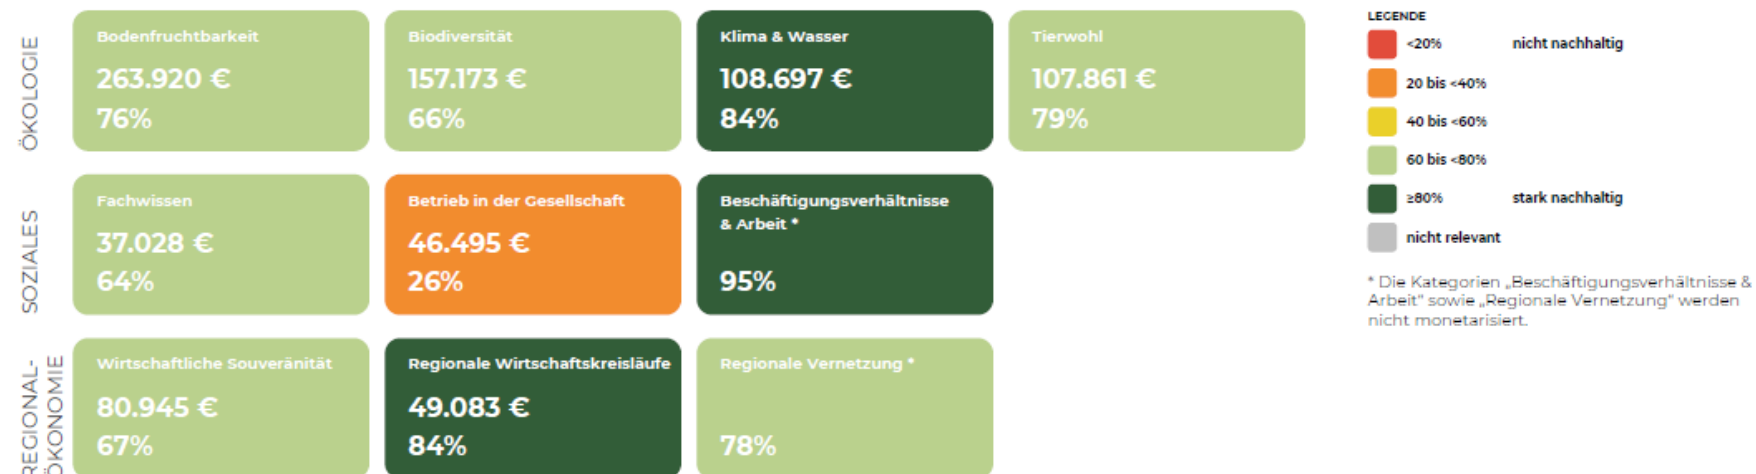 ÖKOLOGIE
Bodenfruchtbarkeit
263.920 €
76%
Biodiversität
157.173 €
66%
Klima & Wasser
108.697 €
84%
Tierwohl
107.861 €
79%
SOZIALES
Fachwissen
37.028 €
64%
Betrieb in der Gesellschaft
46.495 €
26%
Beschäftigungsverhältnisse
& Arbeit *
95%
REGIONAL-
ÖKONOMIE
Wirtschaftliche Souveränität
80.945 €
67%
Regionale Wirtschaftskreisläufe
49.083 €
84%
Regionale Vernetzung *
78%
LEGENDE
<20% nicht nachhaltig
20 bis <40%
40 bis <60%
60 bis <80%
≥80% stark nachhaltig
nicht relevant
* Die Kategorien „Beschäftigungsverhältnisse &
Arbeit" sowie „Regionale Vernetzung" werden
nicht monetarisiert.